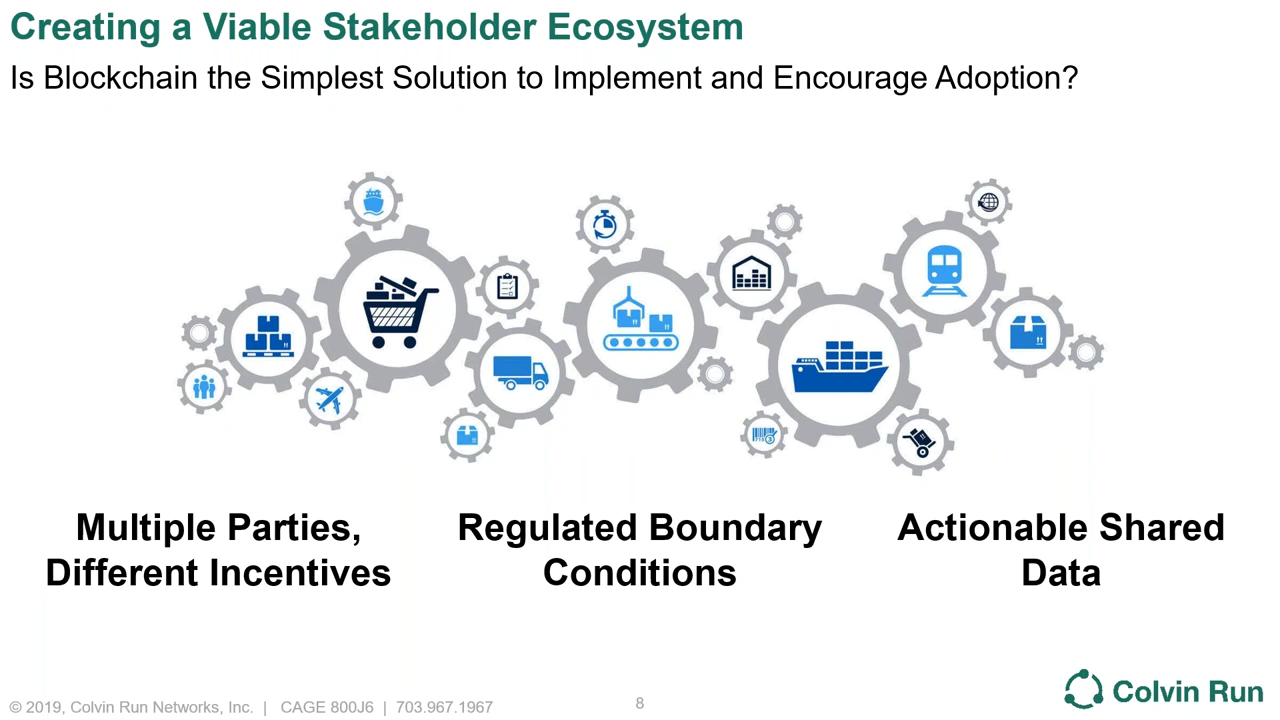 Creating a Viable Stakeholder Ecosystem
Is Blockchain the Simplest Solution to Implement and Encourage Adoption?
Multiple Parties,
Different Incentives
Regulated Boundary
Conditions
Actionable Shared
Data
© 2019, Colvin Run Networks, Inc. | CAGE 800J6 | 703.967.1967
8
Colvin Run